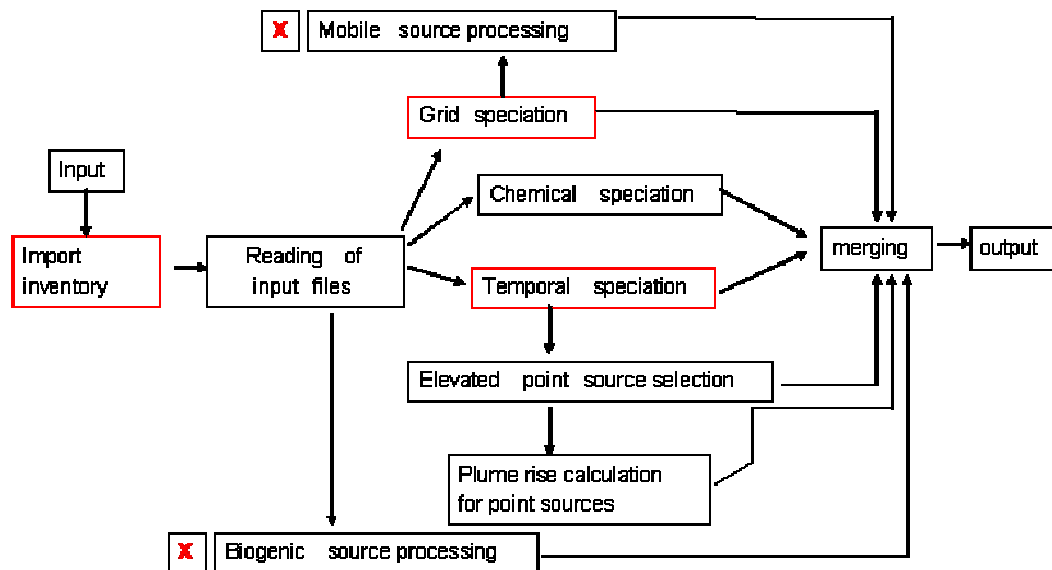 X Mobile source processing
Grid speciation
Input
Chemical speciation
Import
inventory
Reading of
input files
merging
output
Temporal speciation
Elevated point source selection
Plume rise calculation
for point sources
X Biogenic source processing